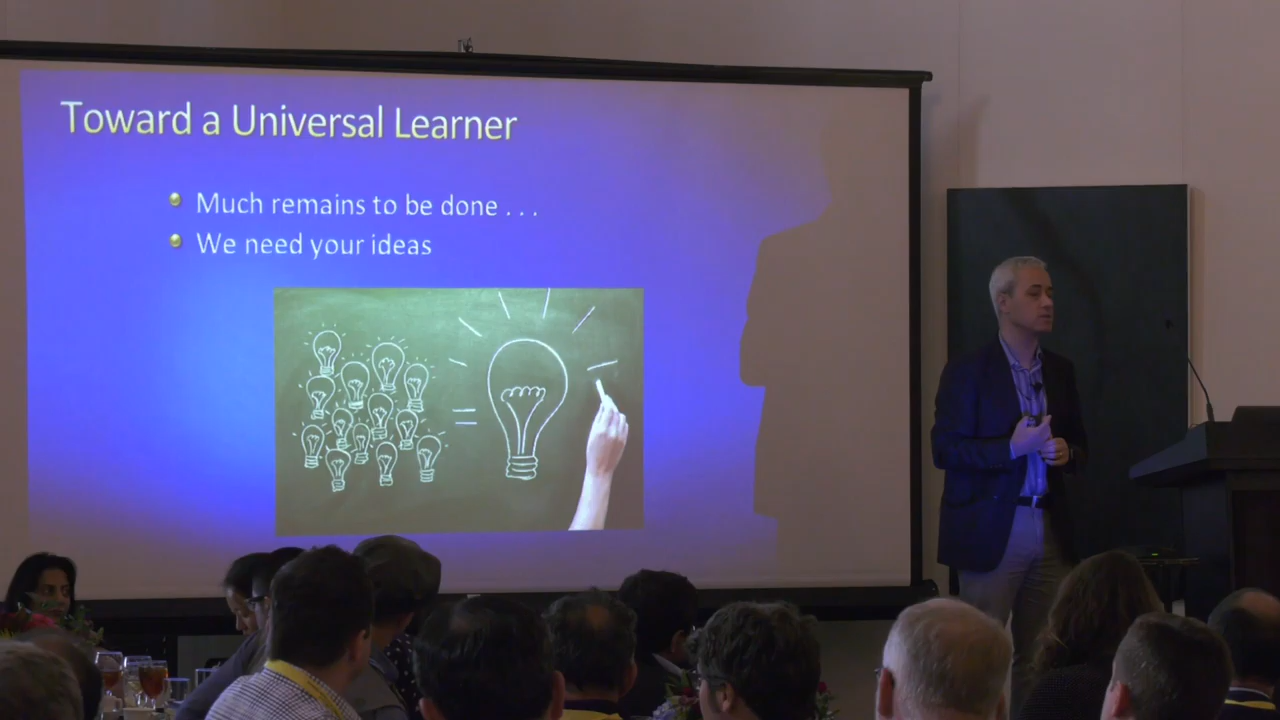 Toward a Universal Learner
Much remains to be done . . .
We need your ideas